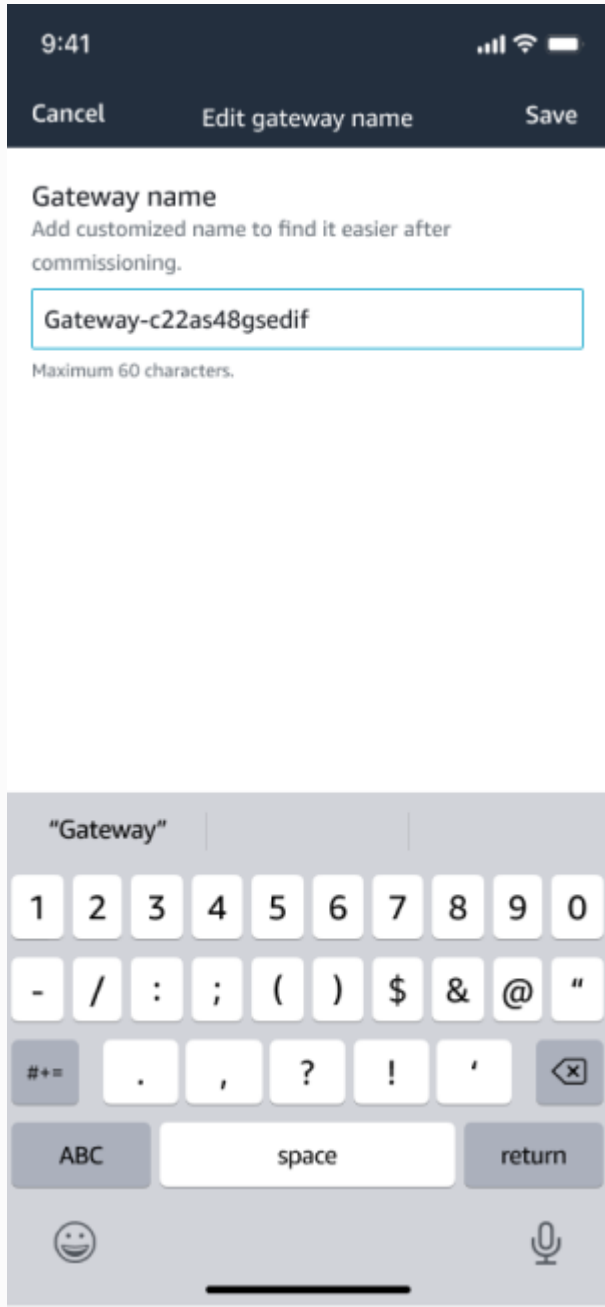 9:41
Cancel Edit gateway name Save
Gateway name
Add customized name to find it easier after
commissioning.
Gateway-c22as48gsedif
Maximum 60 characters.
“Gateway”
1 2 3 4 5 6 7 8 9 0
- / : ; ( ) $ & @ “
#+= . , ? ! ‘
ABC space return